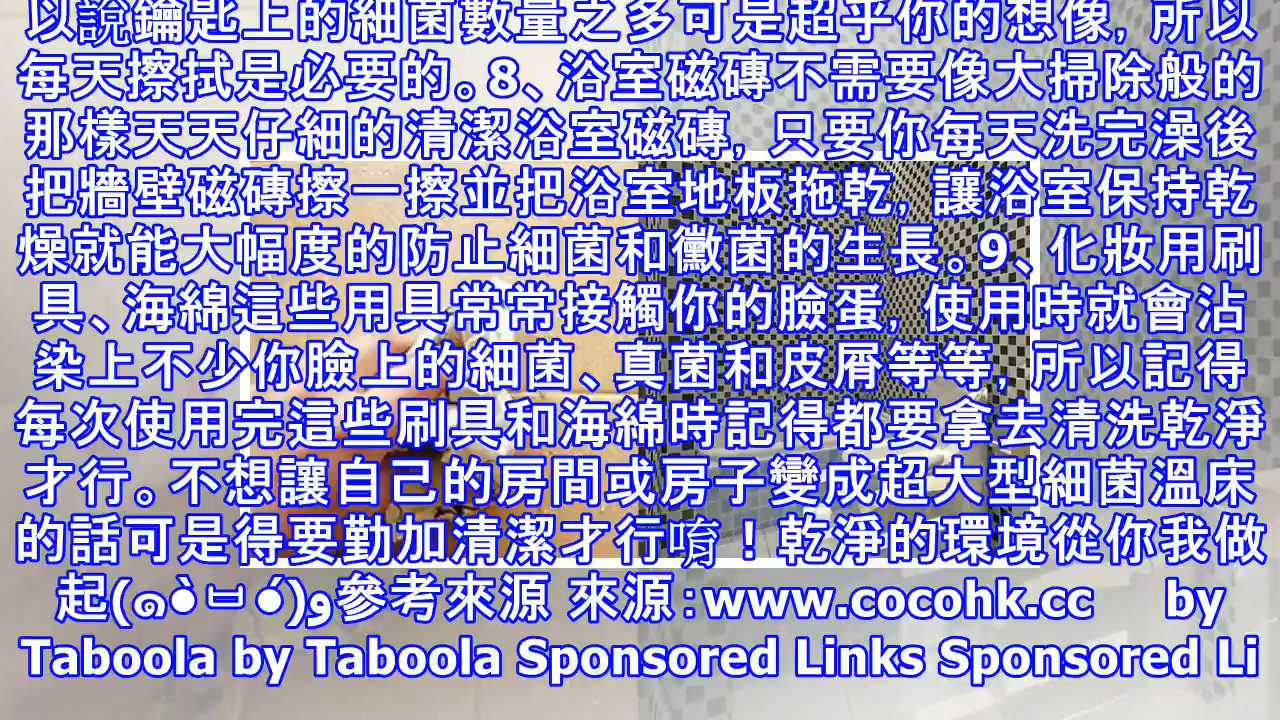 以說鑰匙上的細菌數量之多可是超乎你的想像, 所以
每天擦拭是必要的。8、浴室磁磚不需要像大掃除般的
那樣天天仔細的清潔浴室磁磚, 只要你每天洗完澡後
把牆壁磁磚擦一擦並把浴室地板拖乾, 讓浴室保持乾
燥就能大幅度的防止細菌和黴菌的生長。9、化妝用刷
具、海綿這些用具常常接觸你的臉蛋, 使用時就會沾
染上不少你臉上的細菌、真菌和皮屑等等, 所以記得
每次使用完這些刷具和海綿時記得都要拿去清洗乾淨
才行。不想讓自己的房間或房子變成超大型細菌溫床
的話可是得要勤加清潔才行唷！乾淨的環境從你我做
起(๑•̀ㅂ•́)و參考來源 來源:www.cocohk.cc by
Taboola by Taboola Sponsored Links Sponsored Li